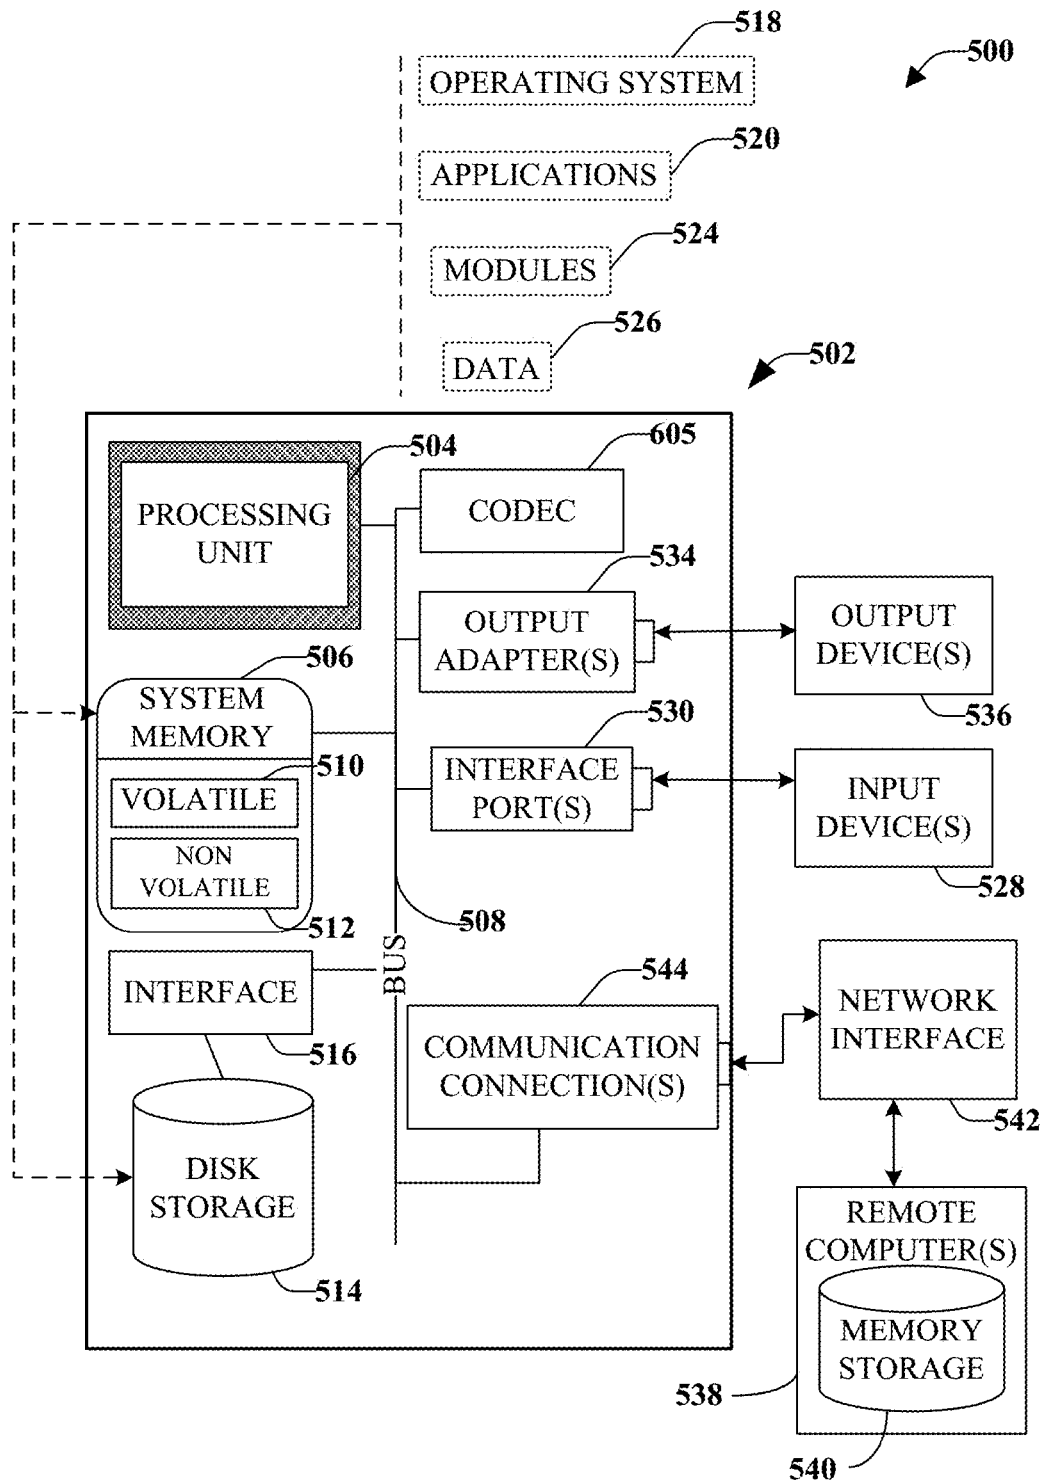 518
500
OPERATING SYSTEM
520
APPLICATIONS
524
MODULES
526
DATA
502
504
PROCESSING
UNIT
605
CODEC
534
OUTPUT
ADAPTER(S)
OUTPUT
DEVICE(S)
536
506
SYSTEM
MEMORY
510
VOLATILE
NON
VOLATILE
512
530
INTERFACE
PORT(S)
INPUT
DEVICE(S)
528
508
BUS
INTERFACE
516
544
COMMUNICATION
CONNECTION(S)
NETWORK
INTERFACE
542
DISK
STORAGE
514
REMOTE
COMPUTER(S)
MEMORY
STORAGE
538
540